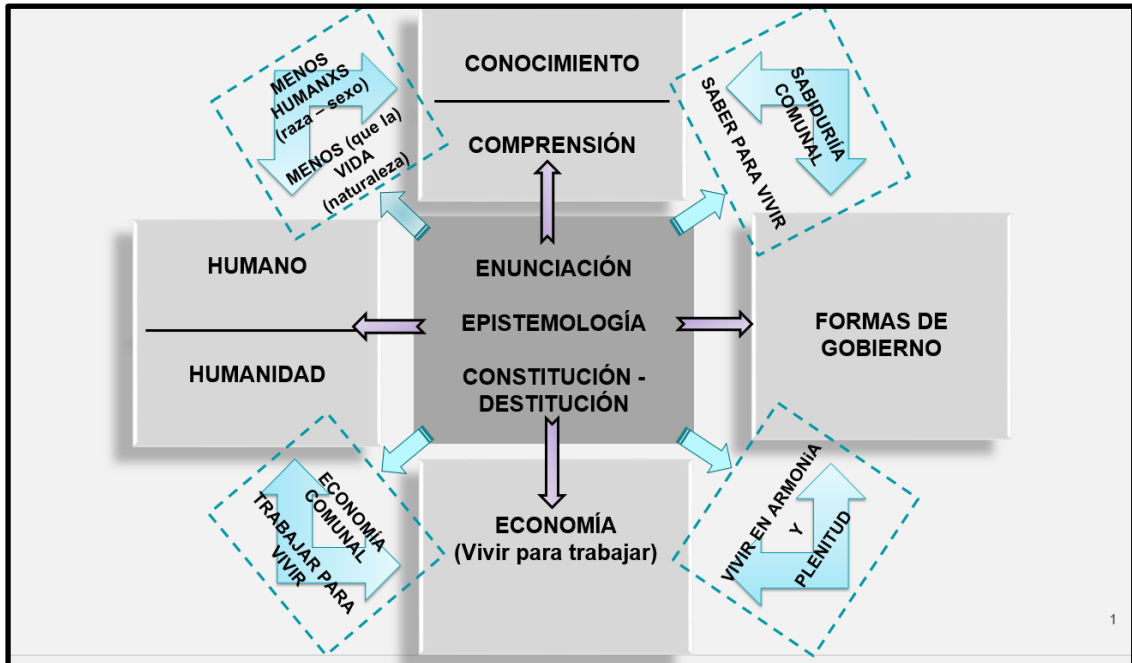 MENOS
HUMANXS
(raza – sexo)
MENOS (que la)
VIDA
(naturaleza)
CONOCIMIENTO
COMPRENSIÓN
SABIDURIÍA
COMUNAL
SABER PARA VIVIR
HUMANO
HUMANIDAD
ENUNCIACIÓN
EPISTEMOLOGÍA
CONSTITUCIÓN -
DESTITUCIÓN
FORMAS DE
GOBIERNO
ECONOMÍA
COMUNAL
TRABAJAR PARA
VIVIR
ECONOMÍA
(Vivir para trabajar)
VIVIR EN ARMONíA
Y
PLENITUD
1